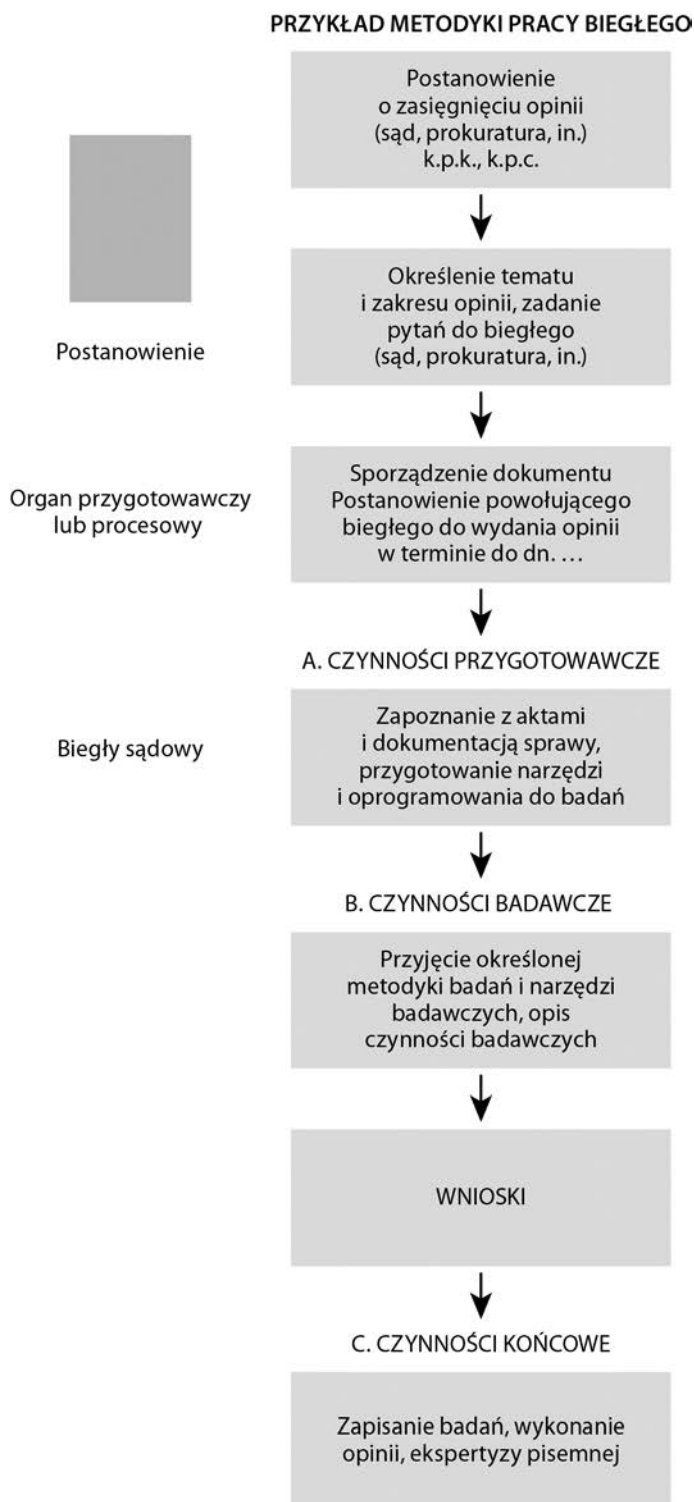 PRZYKŁAD METODYKI PRACY BIEGŁEGO
Postanowienie
o zasięgnięciu opinii
(sąd, prokuratura, in.)
k.p.k., k.p.c.
Postanowienie
Określenie tematu
i zakresu opinii, zadanie
pytań do biegłego
(sąd, prokuratura, in.)
Organ przygotowawczy
lub procesowy
Sporządzenie dokumentu
Postanowienie powołującego
biegłego do wydania opinii
w terminie do dn. …
A. CZYNNOŚCI PRZYGOTOWAWCZE
Biegły sądowy
Zapoznanie z aktami
i dokumentacją sprawy,
przygotowanie narzędzi
i oprogramowania do badań
B. CZYNNOŚCI BADAWCZE
Przyjęcie określonej
metodyki badań i narzędzi
badawczych, opis
czynności badawczych
WNIOSKI
C. CZYNNOŚCI KOŃCOWE
Zapisanie badań, wykonanie
opinii, ekspertyzy pisemnej